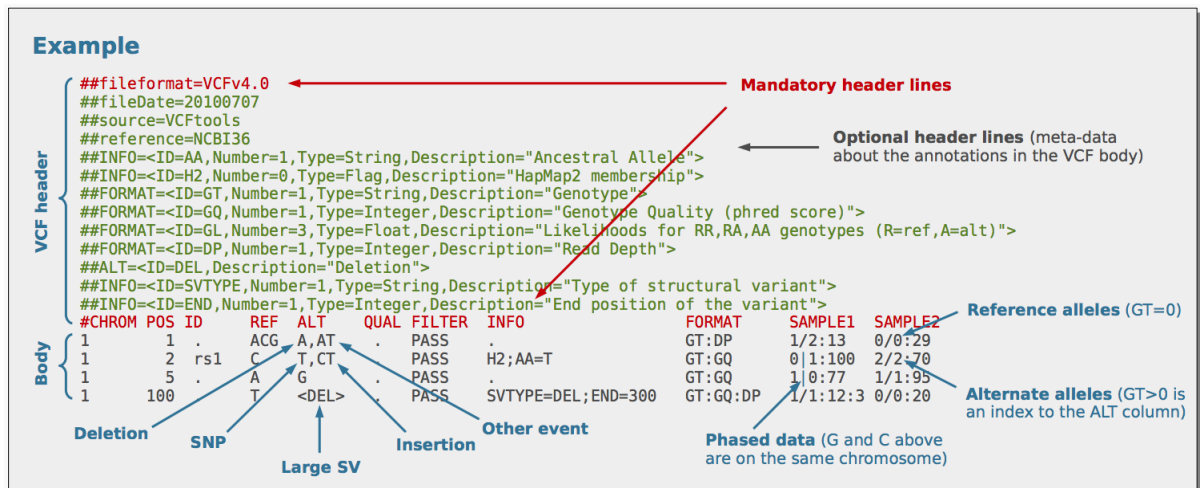 Example
VCF header
##fileformat=VCFv4.0
Mandatory header lines
##fileDate=20100707
##source=VCFtools
##reference=NCBI36
Optional header lines (meta-data
about the annotations in the VCF body)
##INFO=<ID=AA,Number=1,Type=String,Description="Ancestral Allele">
##INFO=<ID=H2,Number=0,Type=Flag,Description="HapMap2 membership">
##FORMAT=<ID=GT,Number=1,Type=String,Description="Genotype">
##FORMAT=<ID=GQ,Number=1,Type=Integer,Description="Genotype Quality (phred score)">
##FORMAT=<ID=GL,Number=3,Type=Float,Description="Likelihoods for RR,RA,AA genotypes (R=ref,A=alt)">
##FORMAT=<ID=DP,Number=1,Type=Integer,Description="Read Depth">
##ALT=<ID=DEL,Description="Deletion">
##INFO=<ID=SVTYPE,Number=1,Type=String,Description="Type of structural variant">
##INFO=<ID=END,Number=1,Type=Integer,Description="End position of the variant">
#CHROM POS ID REF ALT QUAL FILTER INFO FORMAT SAMPLE1 SAMPLE2
Body
1 1 . ACG A,AT . PASS . GT:DP 1/2:13 0/0:29
1 2 rs1 C T,CT . PASS H2;AA=T GT:GQ 0|1:100 2/2:70
1 5 . A G . PASS . GT:GQ 1|0:77 1/1:95
1 100 . T <DEL> . PASS SVTYPE=DEL;END=300 GT:GQ:DP 1/1:12:3 0/0:20
Reference alleles (GT=0)
Alternate alleles (GT>0 is
an index to the ALT column)
Deletion
SNP
Large SV
Insertion
Other event
Phased data (G and C above
are on the same chromosome)